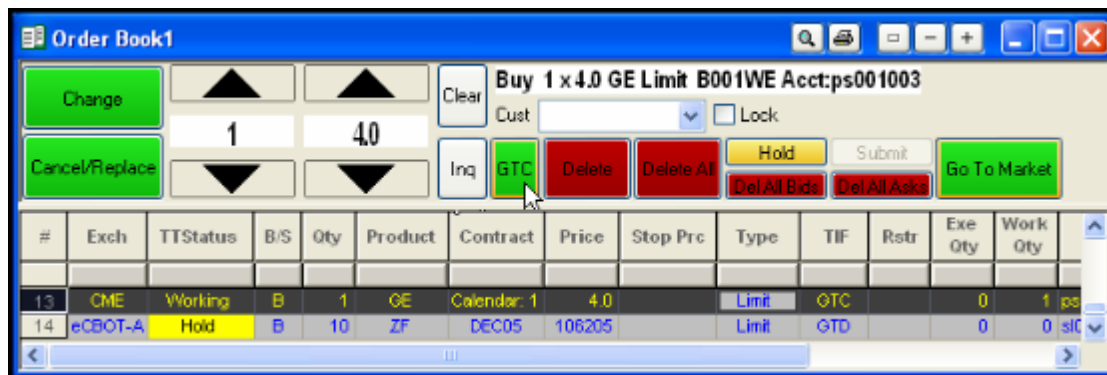 Order Book1
Buy 1 x 4.0 GE Limit B001WE Acct:ps001003
Change
1
4.0
Clear
Cust
Lock
Cancel/Replace
Inq
GTC
Delete
Delete All
Hold
Submit
Del All Bids
Del All Asks
Go To Market
# Exch TTStatus B/S Qty Product Contract Price Stop Prc Type TIF Rstr Exe Qty Work Qty
13 CME Working B 1 GE Calendar: 1 4.0 Limit GTC 0 1 ps
14 eCBOT-A Hold B 10 ZF DEC05 106205 Limit GTD 0 0